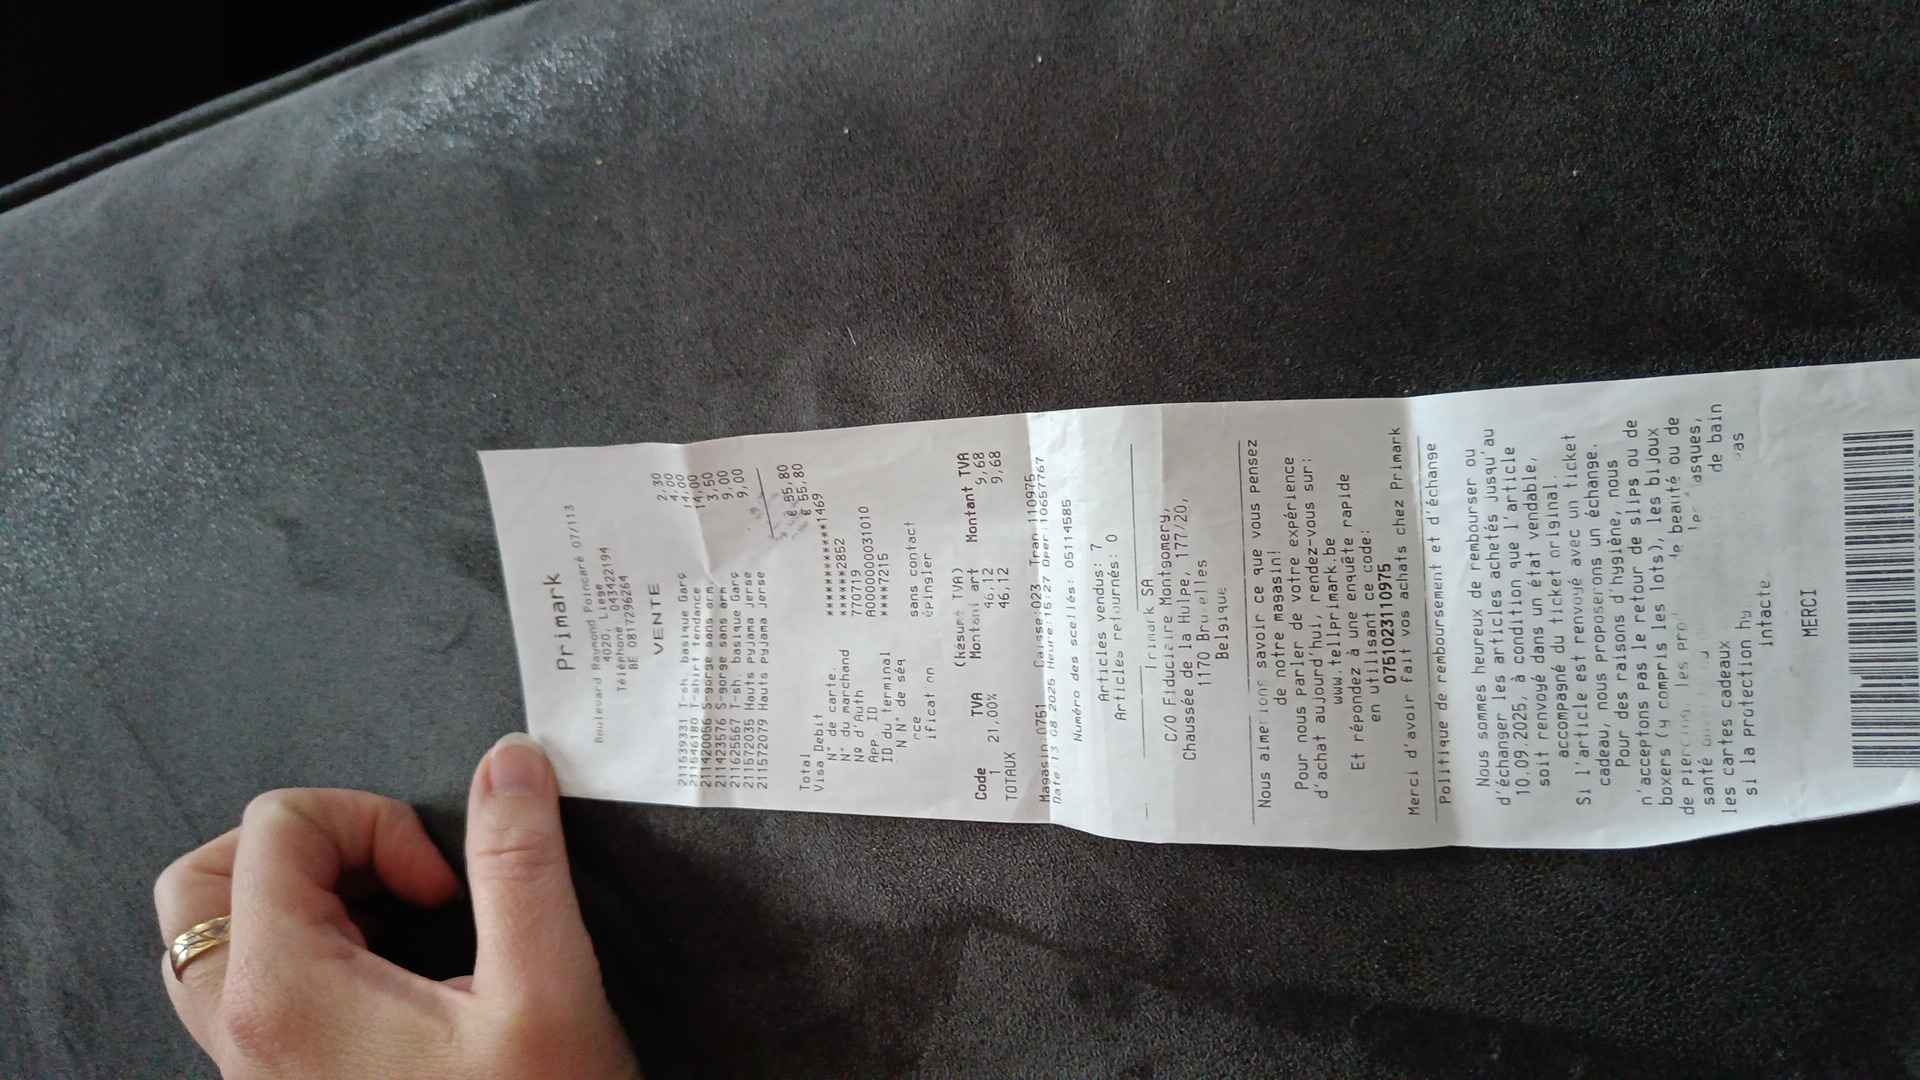 Primark
Boulevard Raymond Poincaré 07/113
4020, Liège
Téléphone: 043422194
BE 0817296264
VENTE
211539331 T-sh. basique Garç 2,30
211546180 T-shirt tendance 4,00
211420056 S-gorge sans arm. 14,00
211423576 S-gorge sans arm. 14,00
211625567 T-sh. basique Garç 3,50
211572035 Hauts pyjama Jerse 9,00
211572079 Hauts pyjama Jerse 9,00
Total € 55,80
Visa Debit € 55,80
N° de carte. ************1469
N° du marchand ******2852
Nº d'Auth 770719
APP. ID A0000000031010
ID du terminal ****7215
N N° de séq
rce sans contact
ification épingler
(Résumé TVA)
Code TVA Montant art Montant TVA
1 21,00% 46,12 9,68
TOTAUX 46,12 9,68
Magasin:0751 Caisse:023 Tran:110975
Date:13.08.2025 Heure:15:27 Oper:10657767
Numéro des scellés: 05114585
Articles vendus: 7
Articles retournés: 0
Primark SA
C/O Fiduciaire Montgomery,
Chaussée de la Hulpe, 177/20,
1170 Bruxelles
Belgique
Nous aimerions savoir ce que vous pensez
de notre magasin!
Pour nous parler de votre expérience
d'achat aujourd'hui, rendez-vous sur:
www.tellprimark.be
Et répondez à une enquête rapide
en utilisant ce code:
0751023110975
Merci d'avoir fait vos achats chez Primark
Politique de remboursement et d'échange
Nous sommes heureux de rembourser ou
d'échanger les articles achetés jusqu'au
10.09.2025, à condition que l'article
soit renvoyé dans un état vendable,
accompagné du ticket original.
Si l'article est renvoyé avec un ticket
cadeau, nous proposerons un échange.
Pour des raisons d'hygiène, nous
n'acceptons pas le retour de slips ou de
boxers (y compris les lots), les bijoux
de piercing, les de beauté ou de
santé les
les cartes cadeaux de bain
si la protection pas
intacte.
MERCI